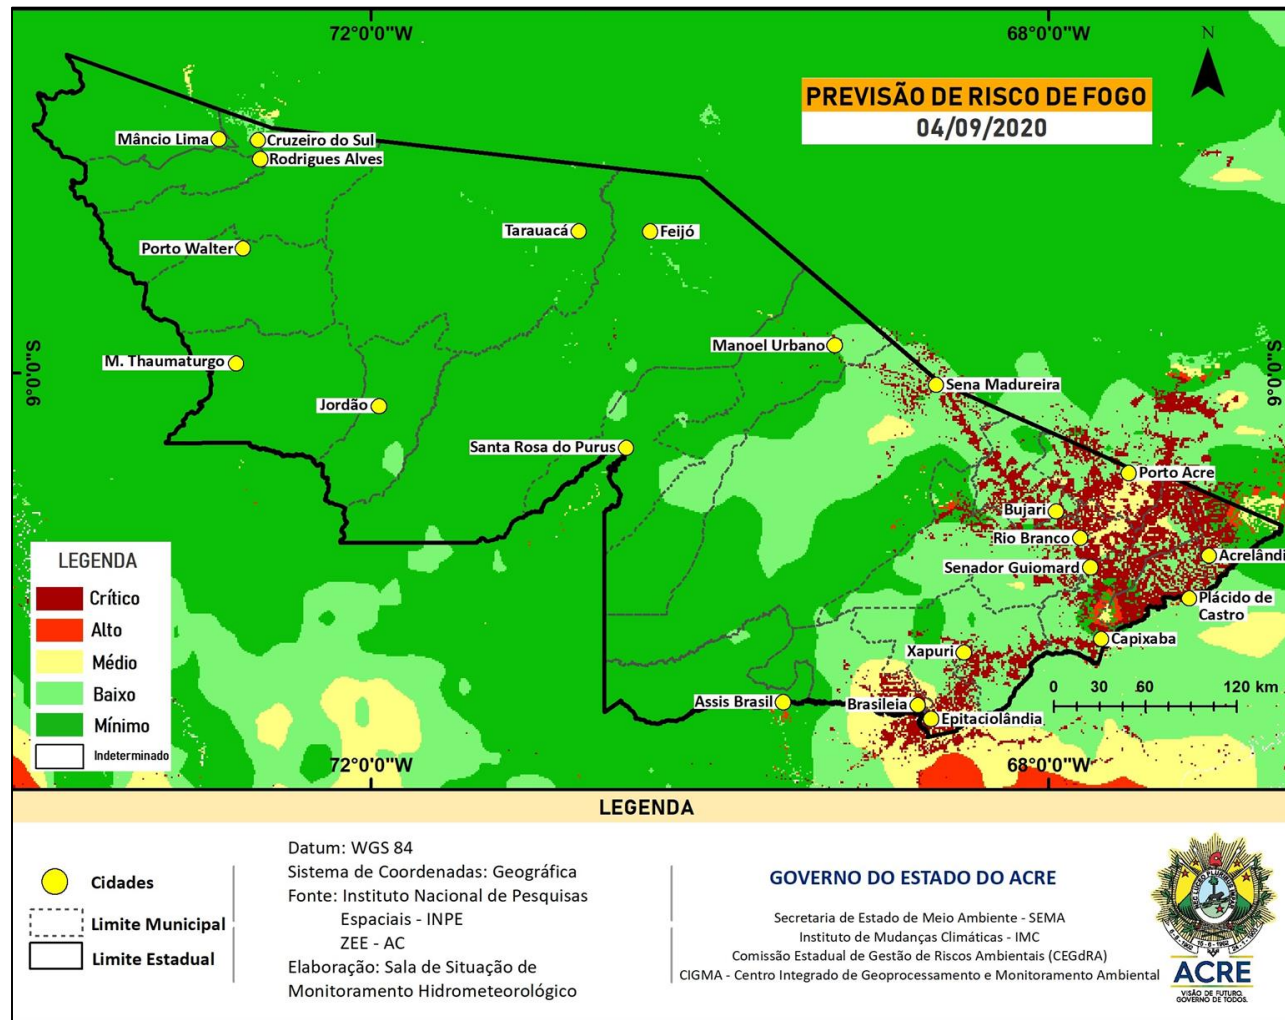 72°0'0"W
68°0'0"W
N
PREVISÃO DE RISCO DE FOGO
04/09/2020
Mâncio Lima
Cruzeiro do Sul
Rodrigues Alves
Tarauacá
Feijó
Porto Walter
Manoel Urbano
9°0'0"S
9°0'0"S
M. Thaumaturgo
Sena Madureira
Jordão
Santa Rosa do Purus
Porto Acre
Bujari
Rio Branco
Acrelândi
Senador Guiomard
Plácido de
Castro
Capixaba
Xapuri
Assis Brasil
Brasileia
Epitaciolândia
0 30 60 120 km
LEGENDA
Crítico
Alto
Médio
Baixo
Mínimo
Indeterminado
72°0'0"W
68°0'0"W
LEGENDA
Cidades
Limite Municipal
Limite Estadual
Datum: WGS 84
Sistema de Coordenadas: Geográfica
Fonte: Instituto Nacional de Pesquisas
Espaciais - INPE
ZEE - AC
Elaboração: Sala de Situação de
Monitoramento Hidrometeorológico
GOVERNO DO ESTADO DO ACRE
Secretaria de Estado de Meio Ambiente - SEMA
Instituto de Mudanças Climáticas - IMC
Comissão Estadual de Gestão de Riscos Ambientais (CEGdRA)
CIGMA - Centro Integrado de Geoprocessamento e Monitoramento Ambiental
ACRE
VISÃO DE FUTURO.
GOVERNO DE TODOS.